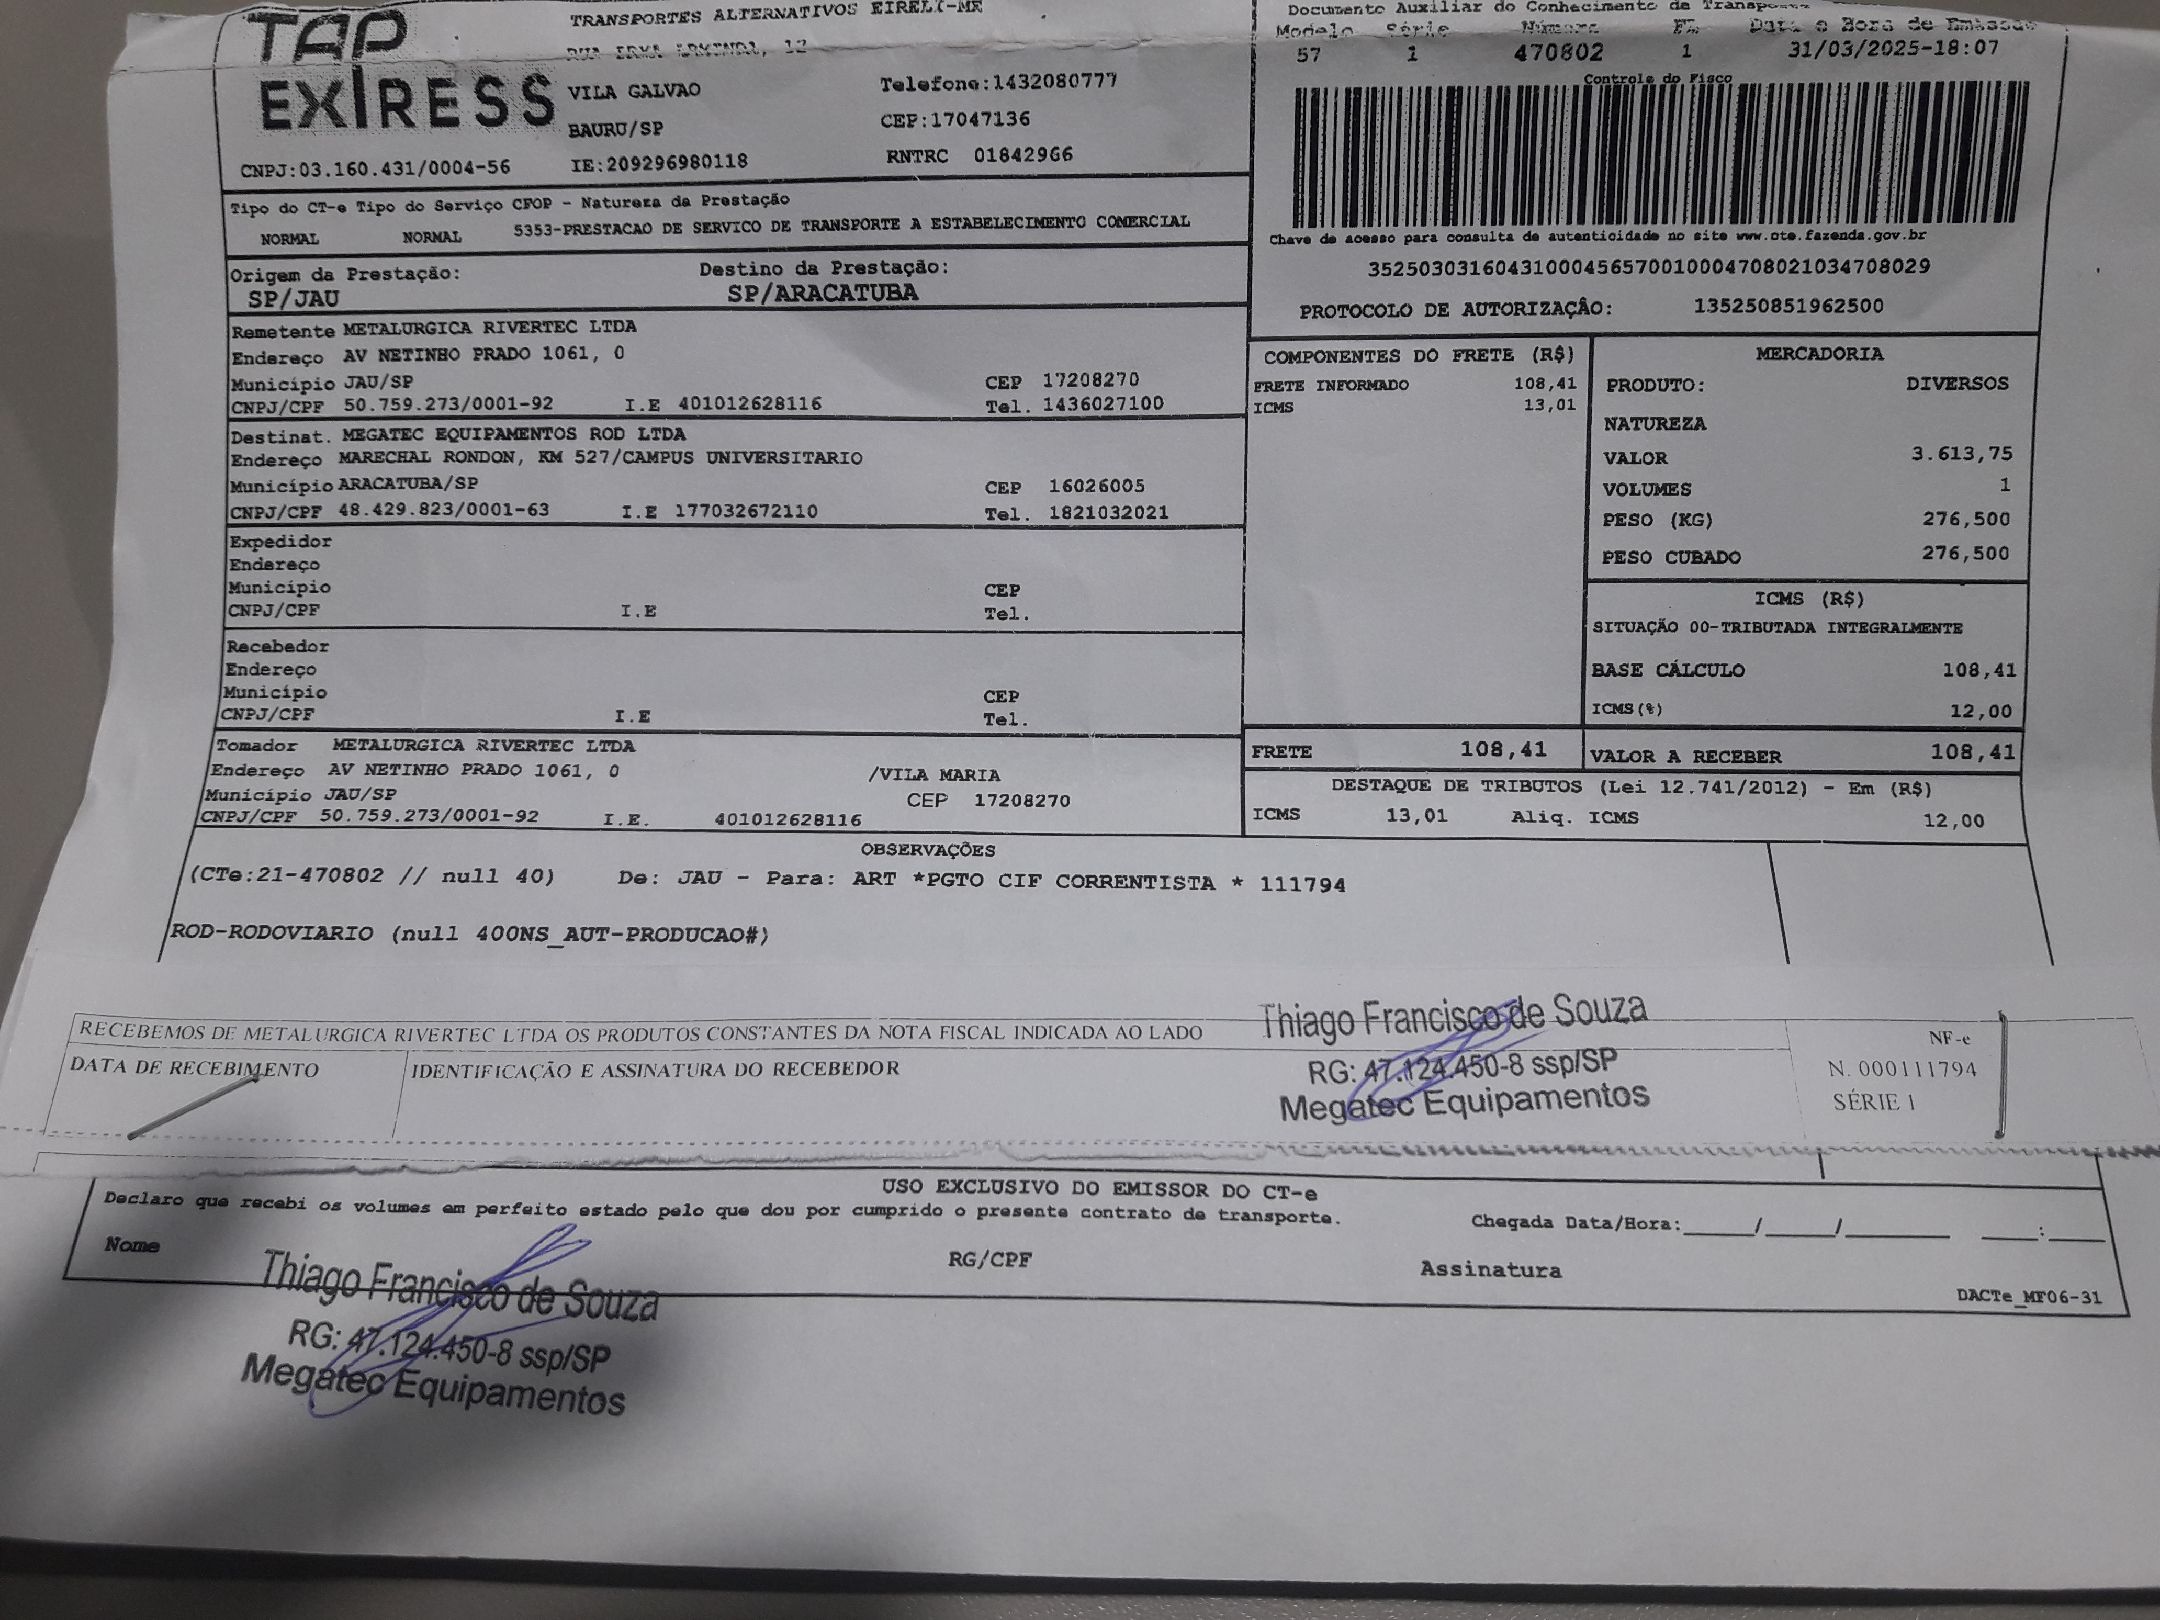 TAP
EXPRESS
TRANSPORTES ALTERNATIVOS EIRELI-ME
RUA IRMA ARMINDA, 12
VILA GALVAO
Telefone:1432080777
BAURU/SP
CEP:17047136
CNPJ:03.160.431/0004-56
IE:209296980118
RNTRC 01842966
Documento Auxiliar do Conhecimento de
Modelo Série Número FL Data e Hora de Emissão
57 1 470802 1 31/03/2025-18:07
Controle do Fisco
Chave de acesso para consulta de autenticidade no site www.cte.fazenda.gov.br
35250303160431000456570010004708021034708029
PROTOCOLO DE AUTORIZAÇÃO: 135250851962500
Tipo do CT-e Tipo do Serviço CFOP - Natureza da Prestação
NORMAL NORMAL 5353-PRESTACAO DE SERVICO DE TRANSPORTE A ESTABELECIMENTO COMERCIAL
Origem da Prestação: Destino da Prestação:
SP/JAU SP/ARACATUBA
Remetente METALURGICA RIVERTEC LTDA
Endereço AV NETINHO PRADO 1061, 0
Município JAU/SP CEP 17208270
CNPJ/CPF 50.759.273/0001-92 I.E 401012628116 Tel. 1436027100
Destinat. MEGATEC EQUIPAMENTOS ROD LTDA
Endereço MARECHAL RONDON, KM 527/CAMPUS UNIVERSITARIO
Município ARACATUBA/SP CEP 16026005
CNPJ/CPF 48.429.823/0001-63 I.E 177032672110 Tel. 1821032021
Expedidor
Endereço
Município CEP
CNPJ/CPF I.E Tel.
Recebedor
Endereço
Município CEP
CNPJ/CPF I.E Tel.
Tomador METALURGICA RIVERTEC LTDA
Endereço AV NETINHO PRADO 1061, 0 /VILA MARIA
Município JAU/SP CEP 17208270
CNPJ/CPF 50.759.273/0001-92 I.E. 401012628116
COMPONENTES DO FRETE (R$)
FRETE INFORMADO 108,41
ICMS 13,01
MERCADORIA
PRODUTO: DIVERSOS
NATUREZA
VALOR 3.613,75
VOLUMES 1
PESO (KG) 276,500
PESO CUBADO 276,500
ICMS (R$)
SITUAÇÃO 00-TRIBUTADA INTEGRALMENTE
BASE CÁLCULO 108,41
ICMS(%) 12,00
FRETE 108,41 VALOR A RECEBER 108,41
DESTAQUE DE TRIBUTOS (Lei 12.741/2012) - Em (R$)
ICMS 13,01 Aliq. ICMS 12,00
OBSERVAÇÕES
(CTe:21-470802 // null 40) De: JAU - Para: ART *PGTO CIF CORRENTISTA * 111794
ROD-RODOVIARIO (null 400NS_AUT-PRODUCAO#)
RECEBEMOS DE METALURGICA RIVERTEC LTDA OS PRODUTOS CONSTANTES DA NOTA FISCAL INDICADA AO LADO
DATA DE RECEBIMENTO IDENTIFICAÇÃO E ASSINATURA DO RECEBEDOR
Thiago Francisco de Souza
RG: 47.124.450-8 ssp/SP
Megatec Equipamentos
NF-e
N. 000111794
SÉRIE 1
USO EXCLUSIVO DO EMISSOR DO CT-e
Declaro que recebi os volumes em perfeito estado pelo que dou por cumprido o presente contrato de transporte. Chegada Data/Hora:____/____/______ ___:___
Nome RG/CPF Assinatura
Thiago Francisco de Souza
RG: 47.124.450-8 ssp/SP
Megatec Equipamentos
DACTe_MF06-31